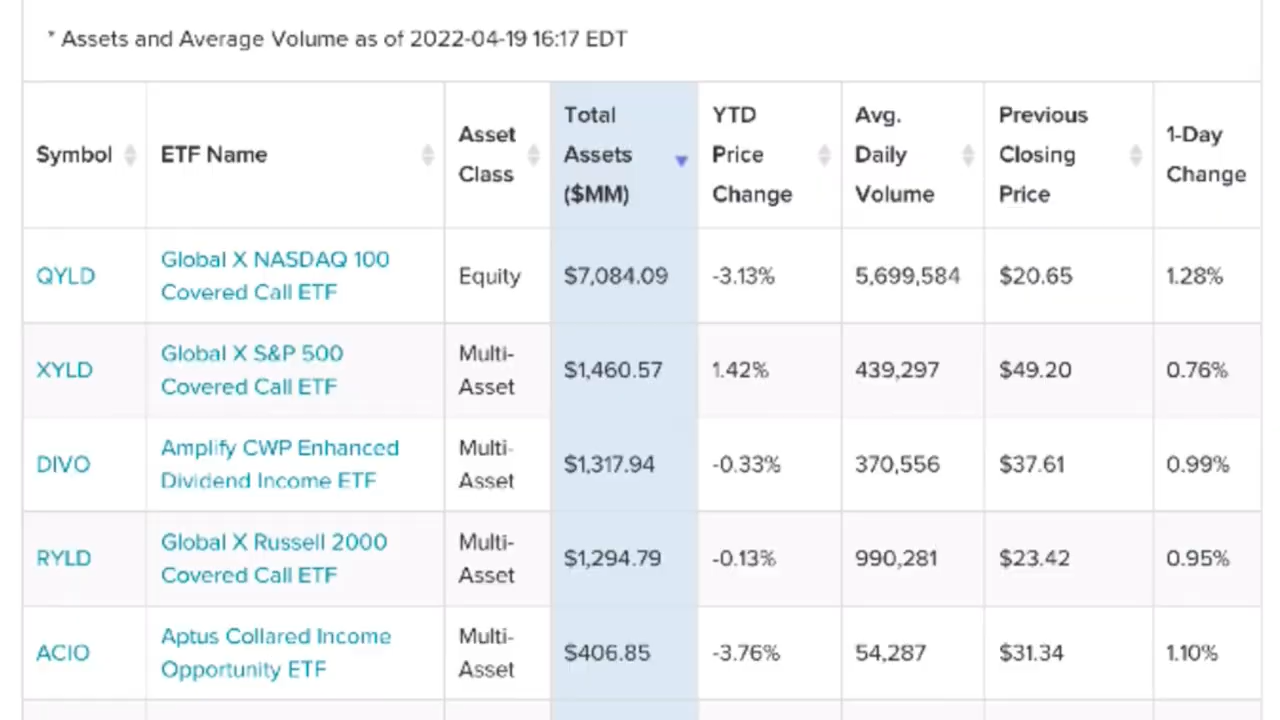 * Assets and Average Volume as of 2022-04-19 16:17 EDT
Symbol ETF Name Asset Class Total Assets ($MM) YTD Price Change Avg. Daily Volume Previous Closing Price 1-Day Change
QYLD Global X NASDAQ 100 Covered Call ETF Equity $7,084.09 -3.13% 5,699,584 $20.65 1.28%
XYLD Global X S&P 500 Covered Call ETF Multi-Asset $1,460.57 1.42% 439,297 $49.20 0.76%
DIVO Amplify CWP Enhanced Dividend Income ETF Multi-Asset $1,317.94 -0.33% 370,556 $37.61 0.99%
RYLD Global X Russell 2000 Covered Call ETF Multi-Asset $1,294.79 -0.13% 990,281 $23.42 0.95%
ACIO Aptus Collared Income Opportunity ETF Multi-Asset $406.85 -3.76% 54,287 $31.34 1.10%